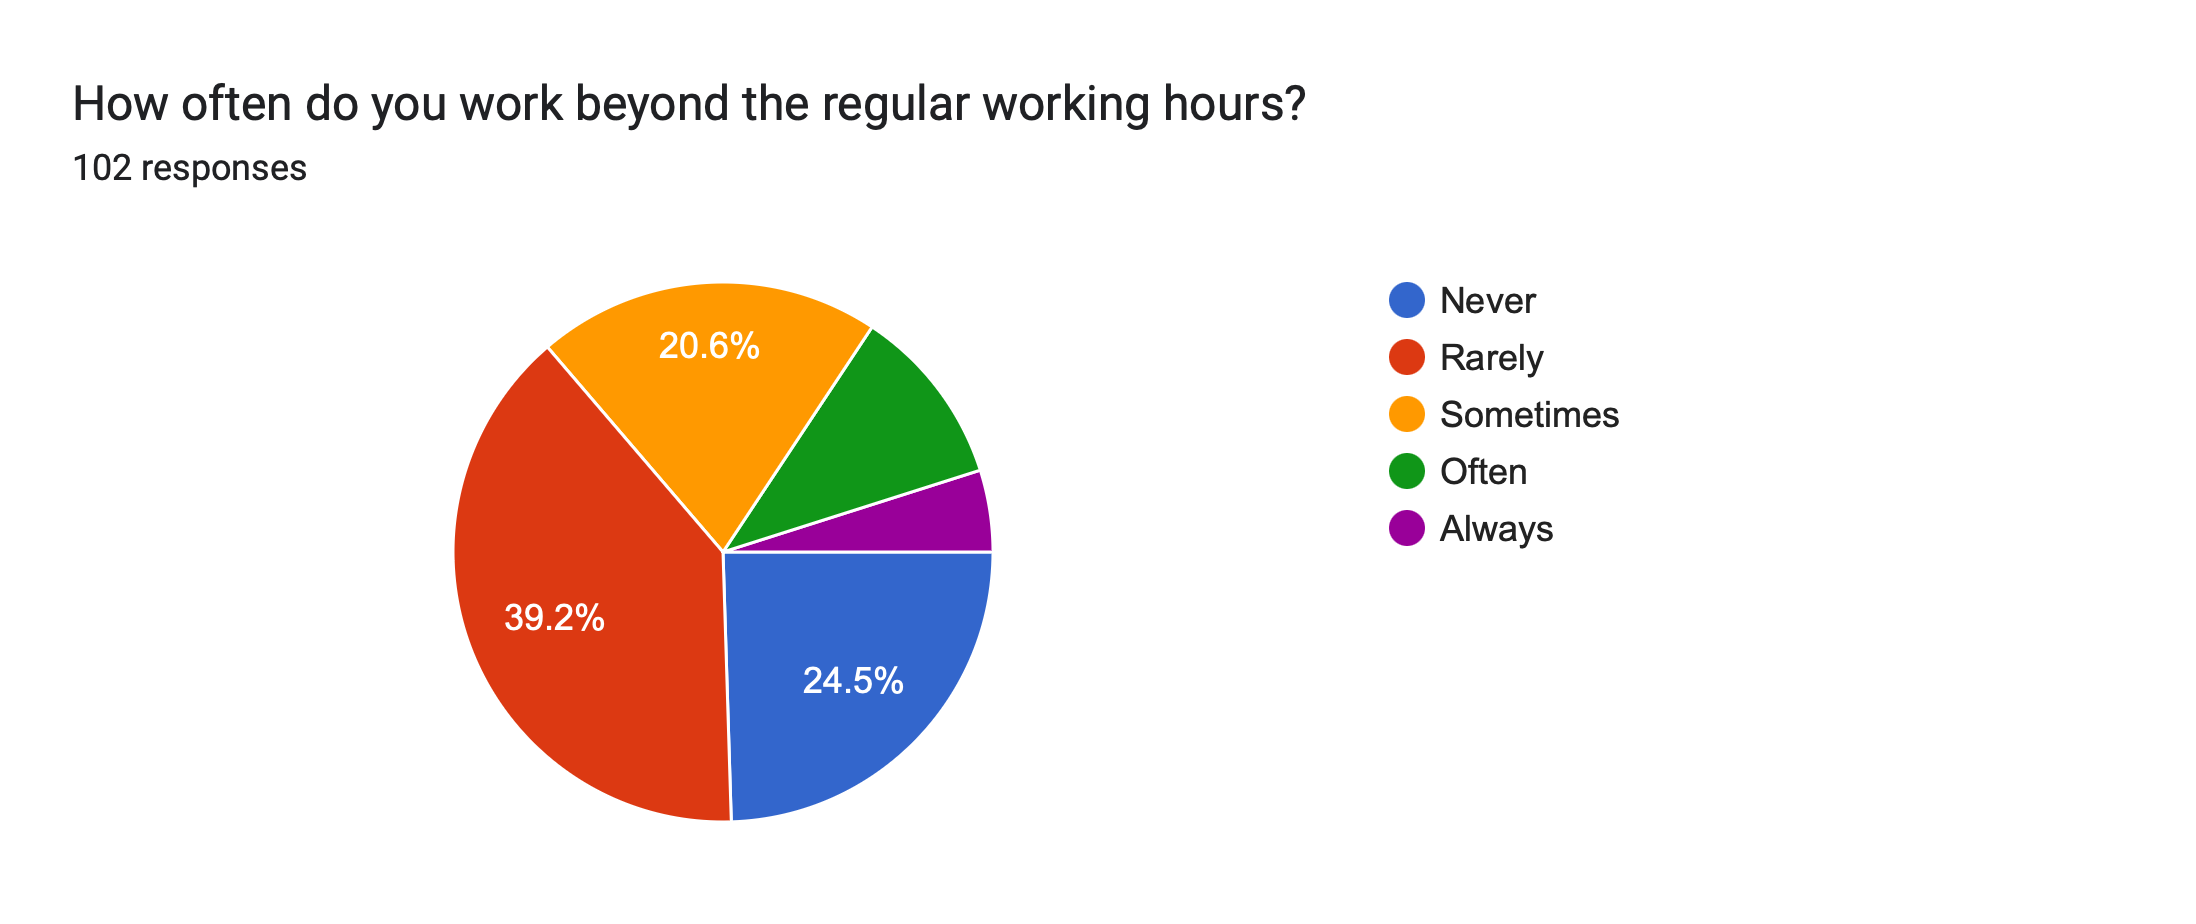 How often do you work beyond the regular working hours?
102 responses
20.6%
39.2%
24.5%
Never
Rarely
Sometimes
Often
Always